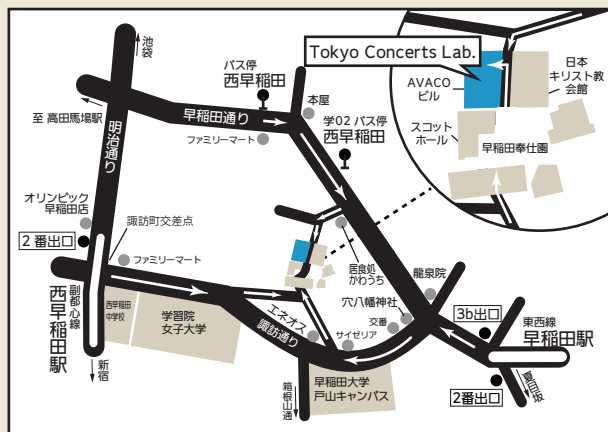 池袋
バス停
西早稲田
本屋
至 高田馬場駅
明治通り
早稲田通り
ファミリーマート
学02 バス停
西早稲田
Tokyo Concerts Lab.
AVACO
ビル
日本
キリスト教
会館
スコット
ホール
早稲田奉仕園
オリンピック
早稲田店
2番出口
諏訪町交差点
ファミリーマート
居食処
かわうち
龍泉院
穴八幡神社
交番
3b出口
東西線
早稲田駅
副都心線
西早稲田駅
西早稲田
中学校
学習院
女子大学
エネオス
諏訪通り
サイゼリア
新宿
箱根山通
早稲田大学
戸山キャンパス
2番出口
夏目坂